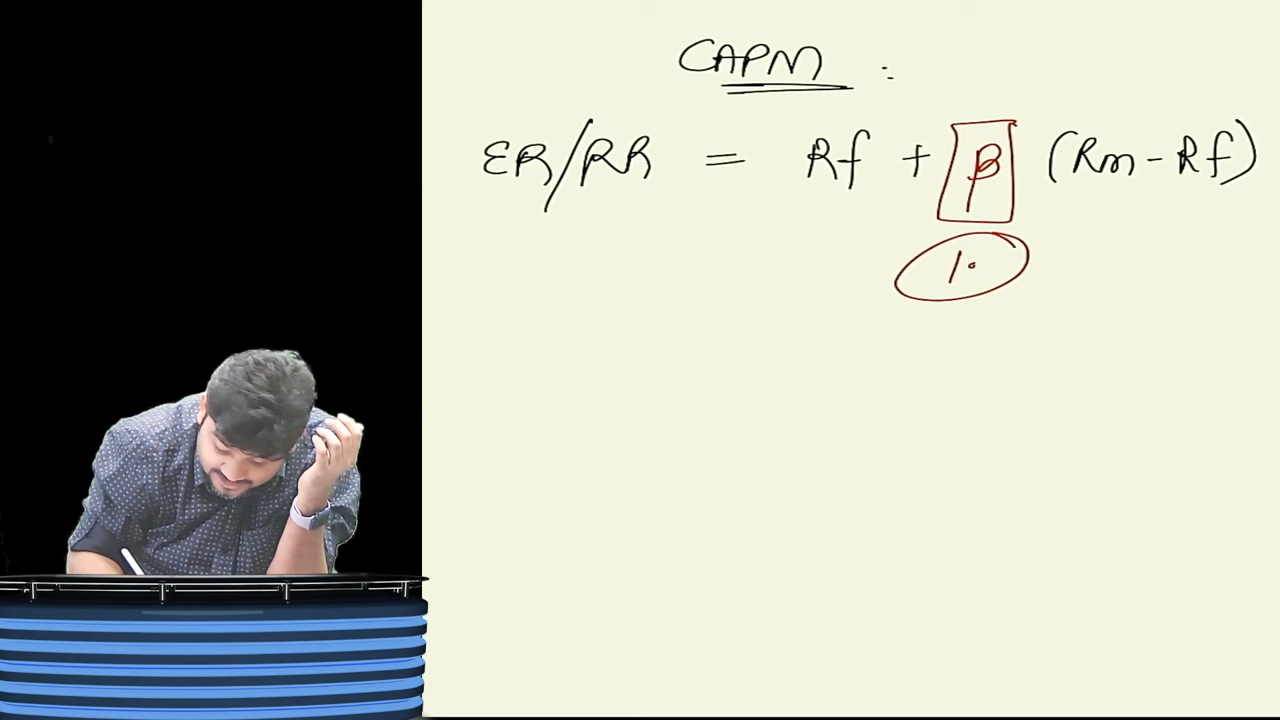 CAPM :
ER/RR = Rf + β (Rm - Rf)
1.